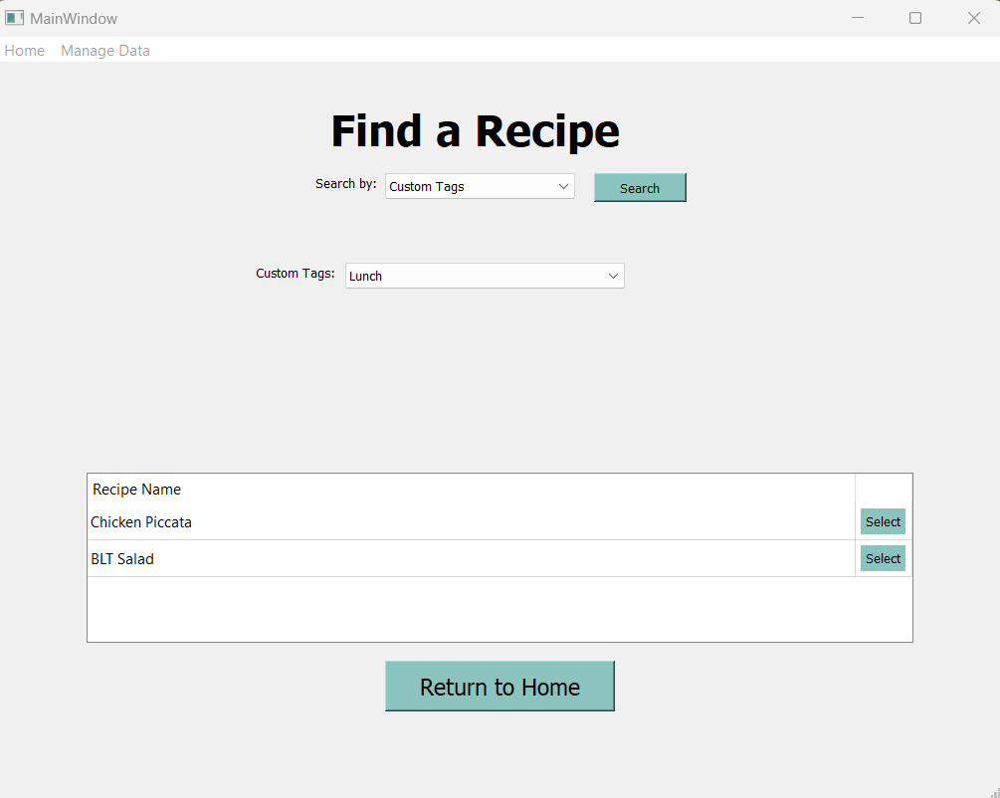 MainWindow
Home Manage Data
Find a Recipe
Search by: Custom Tags Search
Custom Tags: Lunch
Recipe Name
Chicken Piccata Select
BLT Salad Select
Return to Home